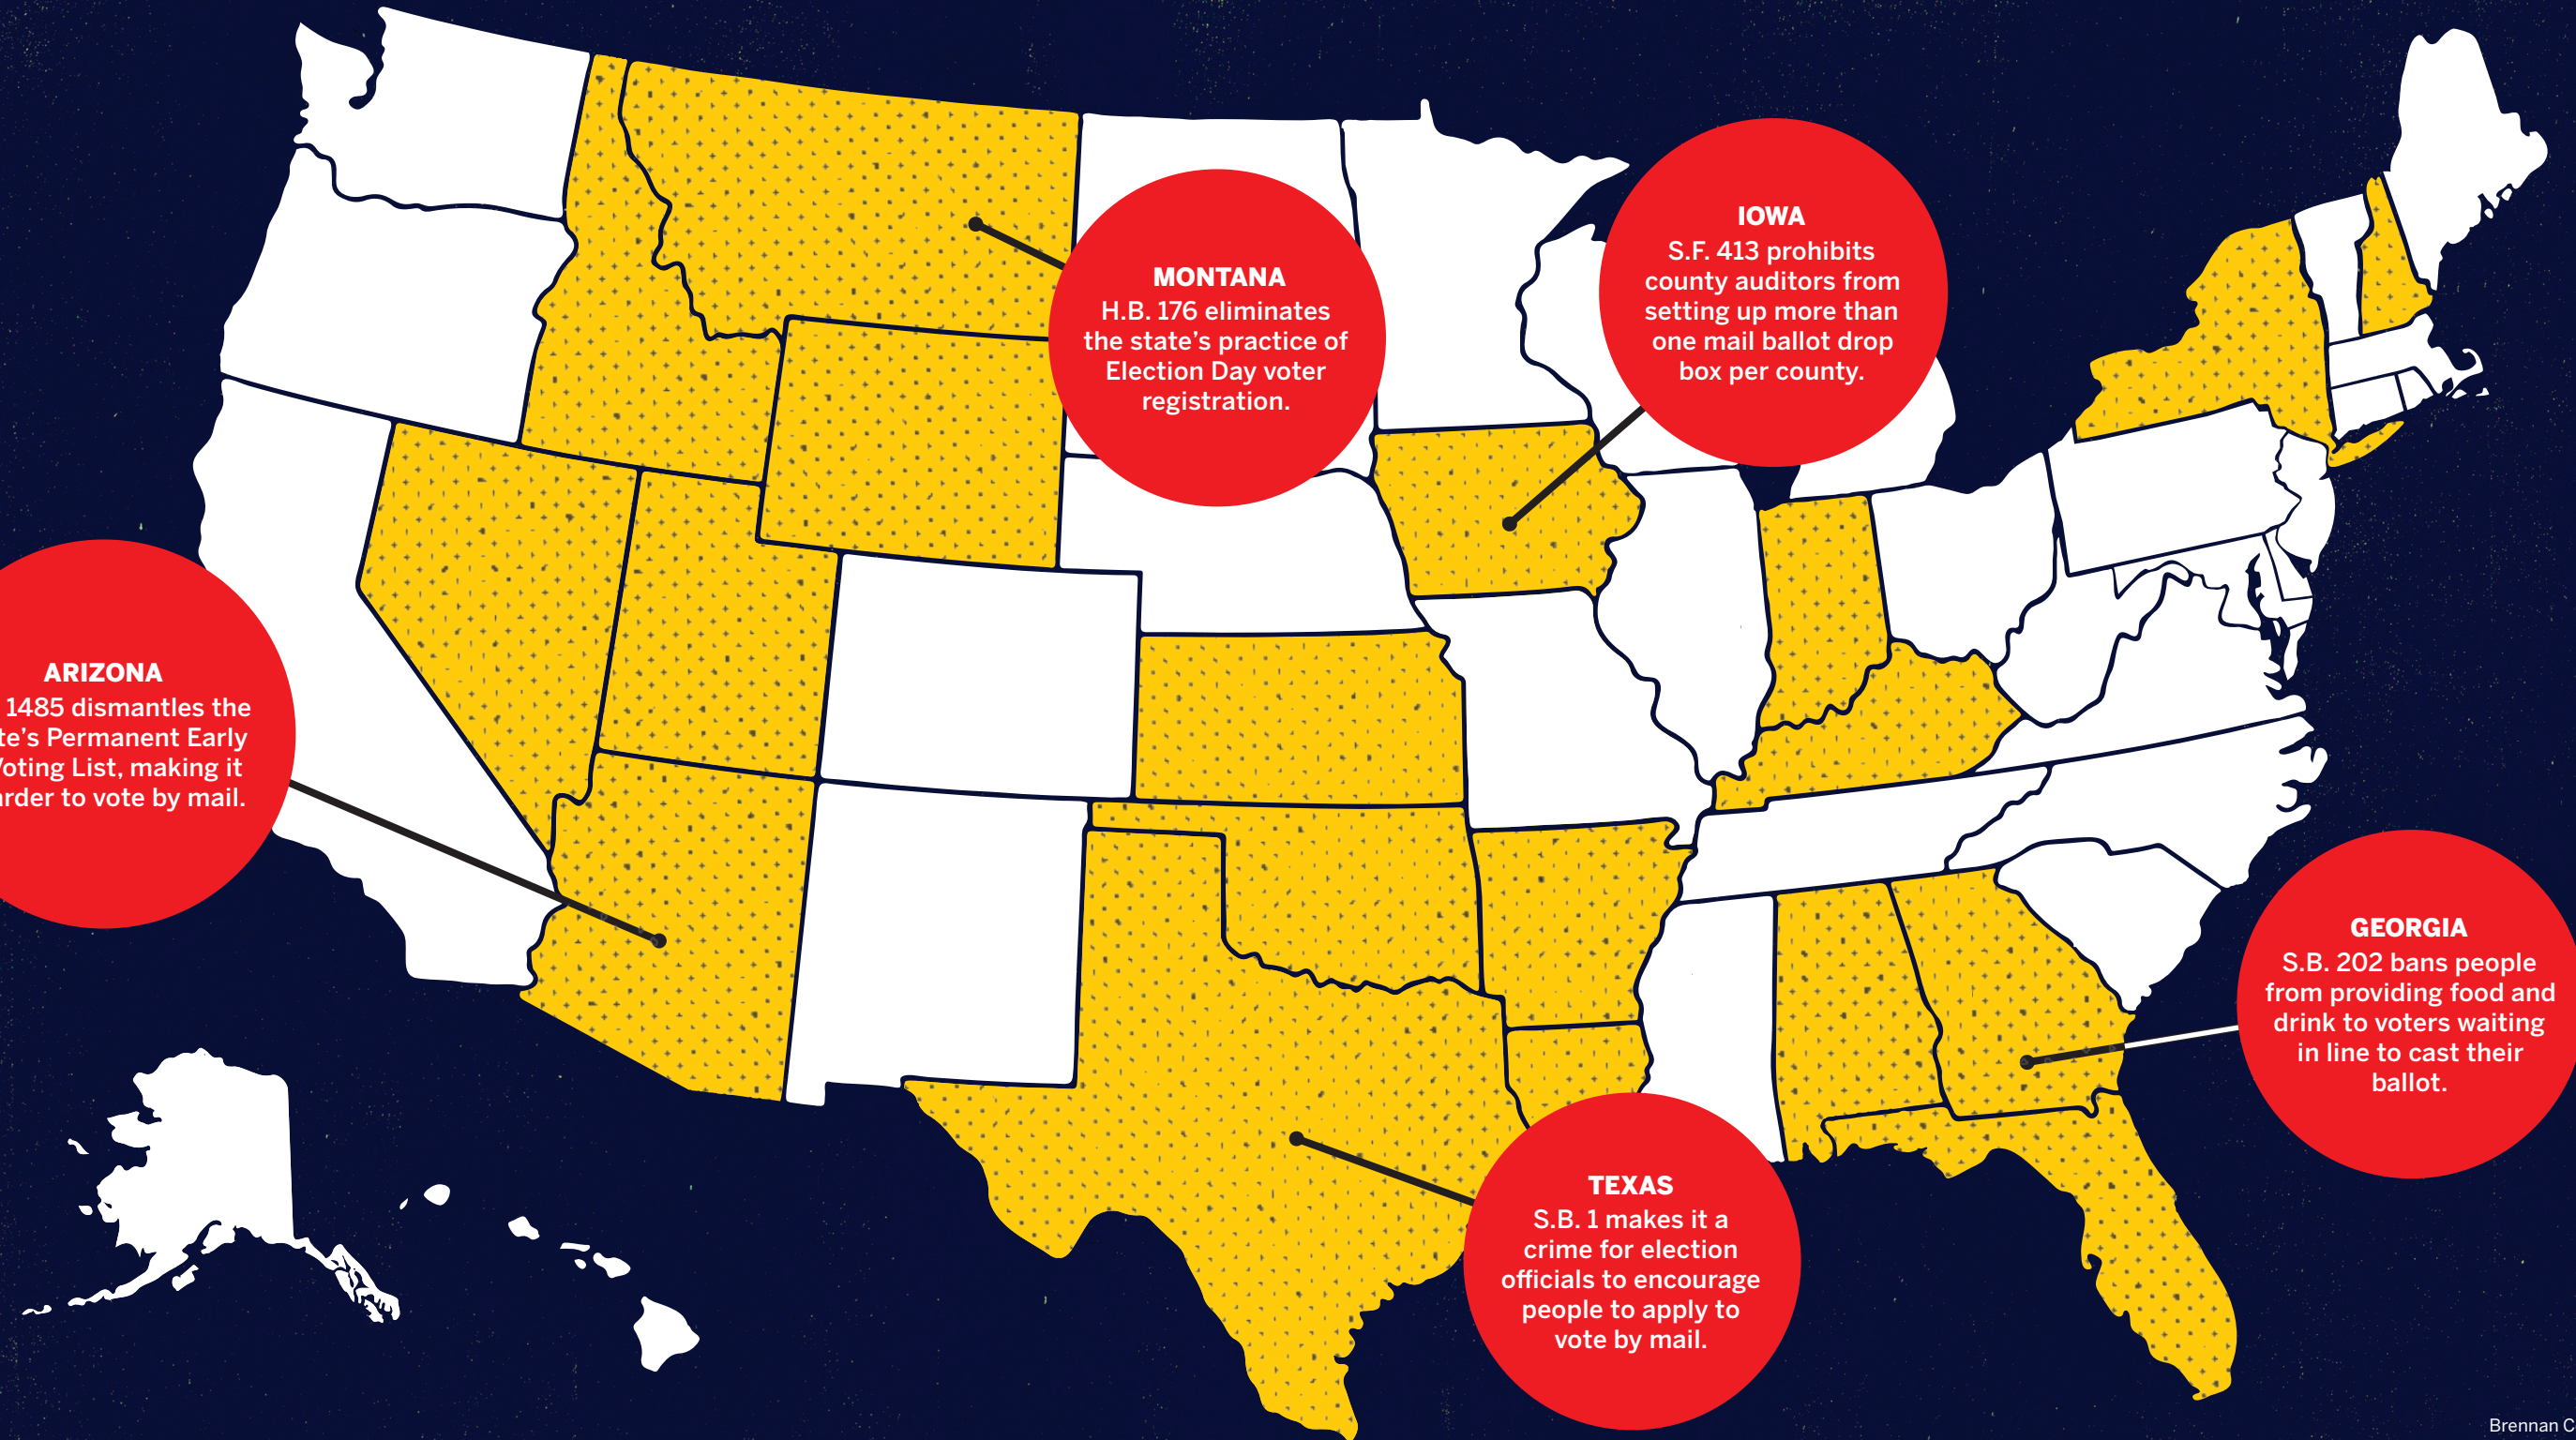 MONTANA
H.B. 176 eliminates
the state's practice of
Election Day voter
registration.
IOWA
S.F. 413 prohibits
county auditors from
setting up more than
one mail ballot drop
box per county.
ARIZONA
1485 dismantles the
te's Permanent Early
Voting List, making it
arder to vote by mail.
GEORGIA
S.B. 202 bans people
from providing food and
drink to voters waiting
in line to cast their
ballot.
TEXAS
S.B. 1 makes it a
crime for election
officials to encourage
people to apply to
vote by mail.
Brennan C